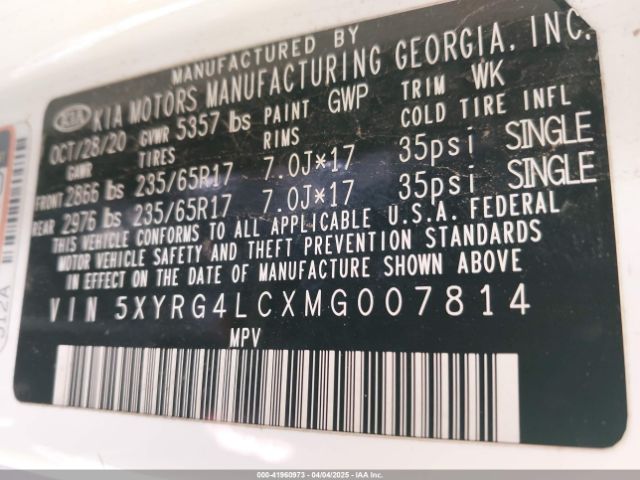 MANUFACTURED BY
KIA KIA MOTORS MANUFACTURING GEORGIA, INC.
OCT/28/20 GVWR 5357 lbs PAINT GWP TRIM WK
GAWR TIRES RIMS COLD TIRE INFL
FRONT 2866 lbs 235/65R17 7.0J*17 35psi SINGLE
REAR 2976 lbs 235/65R17 7.0J*17 35psi SINGLE
THIS VEHICLE CONFORMS TO ALL APPLICABLE U.S.A. FEDERAL
MOTOR VEHICLE SAFETY AND THEFT PREVENTION STANDARDS
IN EFFECT ON THE DATE OF MANUFACTURE SHOWN ABOVE
VIN 5XYRG4LCXMG007814
MPV
512A
000-41960973 - 04/04/2025 - IAA Inc.